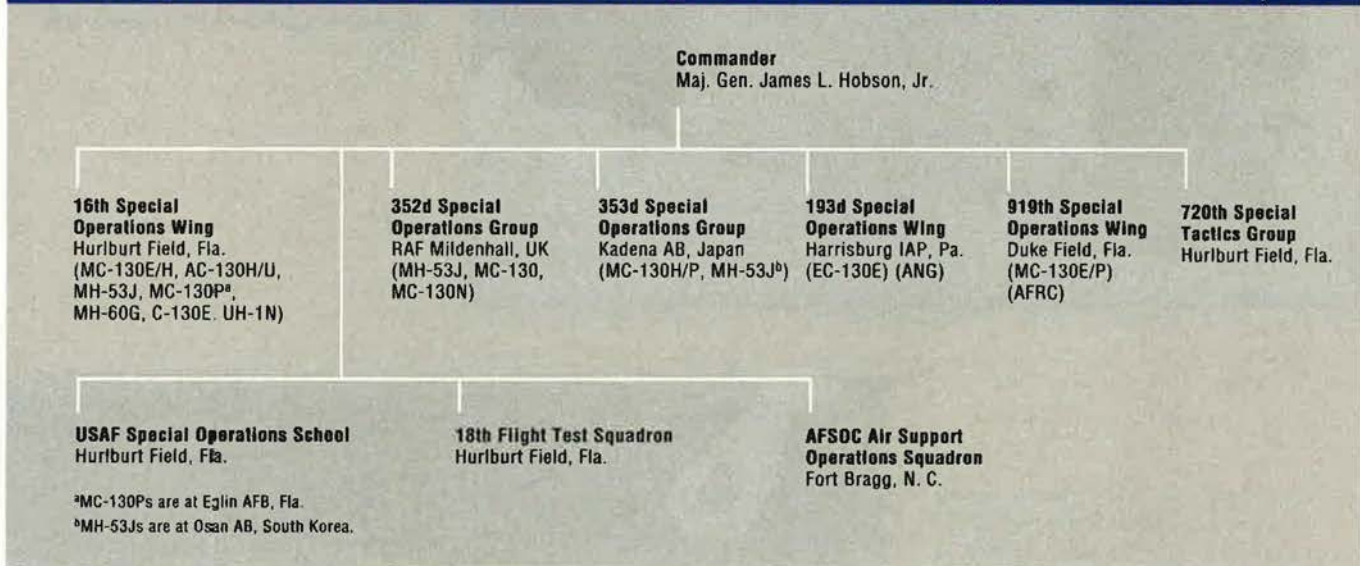 Commander
Maj. Gen. James L. Hobson, Jr.
16th Special
Operations Wing
Hurlburt Field, Fla.
(MC-130E/H, AC-130H/U,
MH-53J, MC-130Pᵃ,
MH-60G, C-130E. UH-1N)
352d Special
Operations Group
RAF Mildenhall, UK
(MH-53J, MC-130,
MC-130N)
353d Special
Operations Group
Kadena AB, Japan
(MC-130H/P, MH-53Jᵇ)
193d Special
Operations Wing
Harrisburg IAP, Pa.
(EC-130E) (ANG)
919th Special
Operations Wing
Duke Field, Fla.
(MC-130E/P)
(AFRC)
720th Special
Tactics Group
Hurlburt Field, Fla.
USAF Special Operations School
Hurlburt Field, Fla.
18th Flight Test Squadron
Hurlburt Field, Fla.
AFSOC Air Support
Operations Squadron
Fort Bragg, N. C.
ᵃMC-130Ps are at Eglin AFB, Fla.
ᵇMH-53Js are at Osan AB, South Korea.